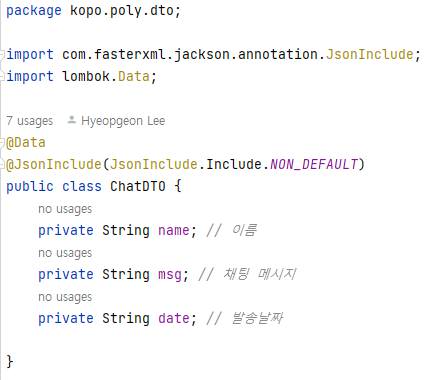 package kopo.poly.dto;
import com.fasterxml.jackson.annotation.JsonInclude;
import lombok.Data;
7 usages Hyeopgeon Lee
@Data
@JsonInclude(JsonInclude.Include.NON_DEFAULT)
public class ChatDTO {
no usages
private String name; // 이름
no usages
private String msg; // 채팅 메시지
no usages
private String date; // 발송날짜
}